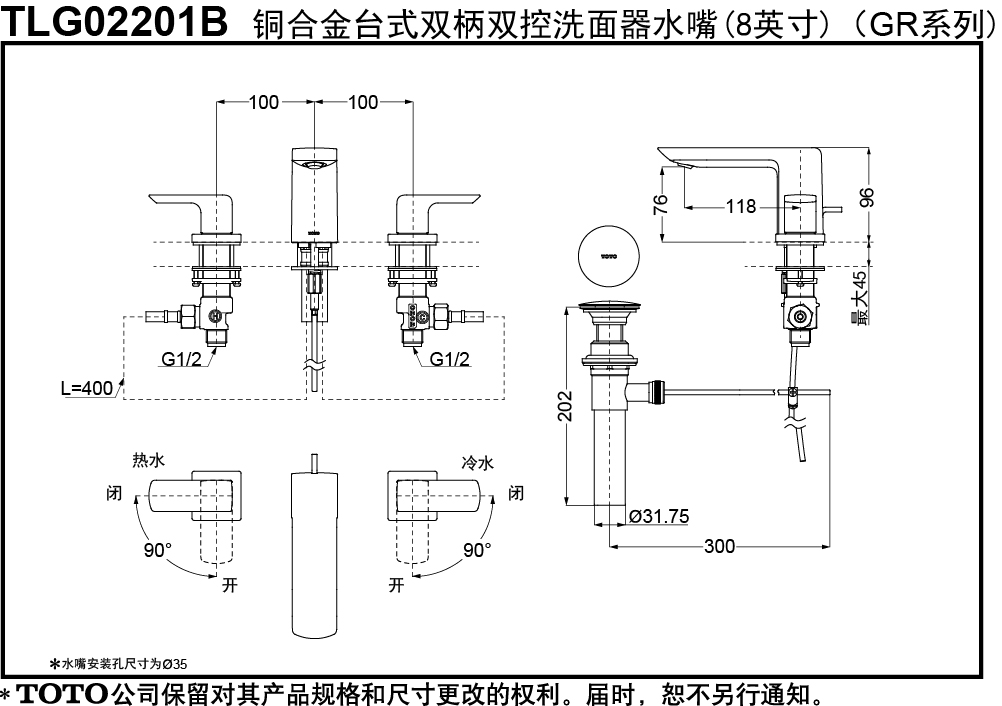 TLG02201B 铜合金台式双柄双控洗面器水嘴(8英寸)（GR系列)
100
100
TOTO
76
118
96
最大45
TOTO
TOTO
G1/2
G1/2
L=400
202
Ø31.75
300
热水
冷水
闭
闭
90°
90°
开
开
*水嘴安装孔尺寸为Ø35
* TOTO公司保留对其产品规格和尺寸更改的权利。届时，恕不另行通知。